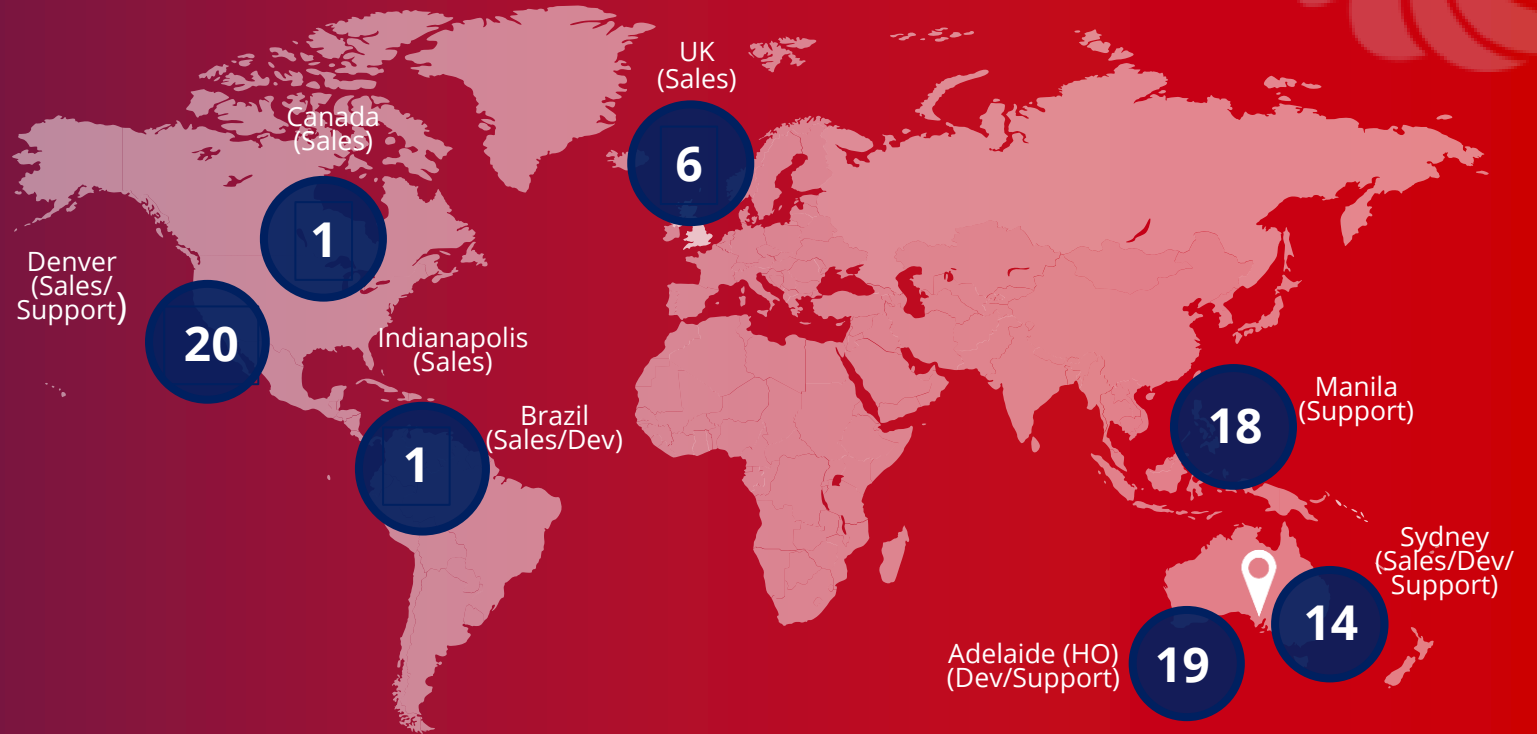 UK
(Sales)
6
Canada
(Sales)
1
Denver
(Sales/
Support)
20
Indianapolis
(Sales)
Brazil
(Sales/Dev)
1
Manila
(Support)
18
Sydney
(Sales/Dev/
Support)
14
Adelaide (HO)
(Dev/Support)
19